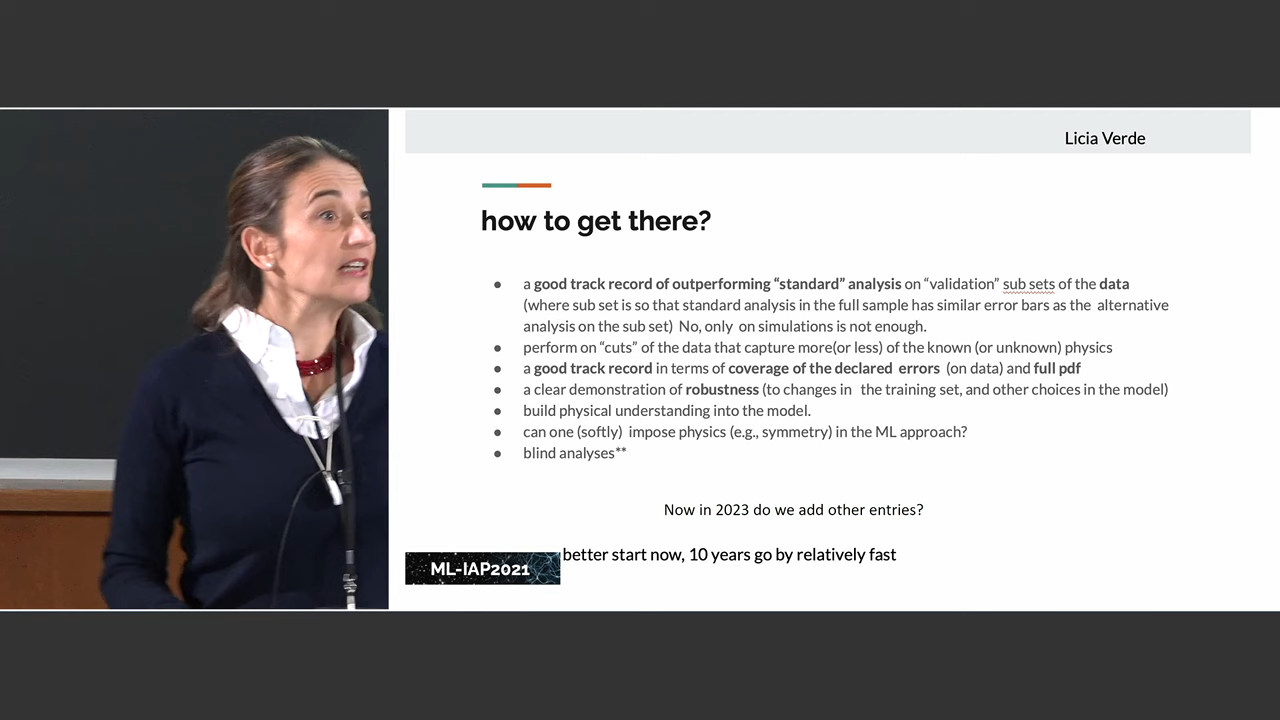 Licia Verde
how to get there?
● a good track record of outperforming “standard” analysis on “validation” sub sets of the data
(where sub set is so that standard analysis in the full sample has similar error bars as the alternative
analysis on the sub set) No, only on simulations is not enough.
● perform on “cuts” of the data that capture more(or less) of the known (or unknown) physics
● a good track record in terms of coverage of the declared errors (on data) and full pdf
● a clear demonstration of robustness (to changes in the training set, and other choices in the model)
● build physical understanding into the model.
● can one (softly) impose physics (e.g., symmetry) in the ML approach?
● blind analyses**
Now in 2023 do we add other entries?
better start now, 10 years go by relatively fast
ML-IAP2021